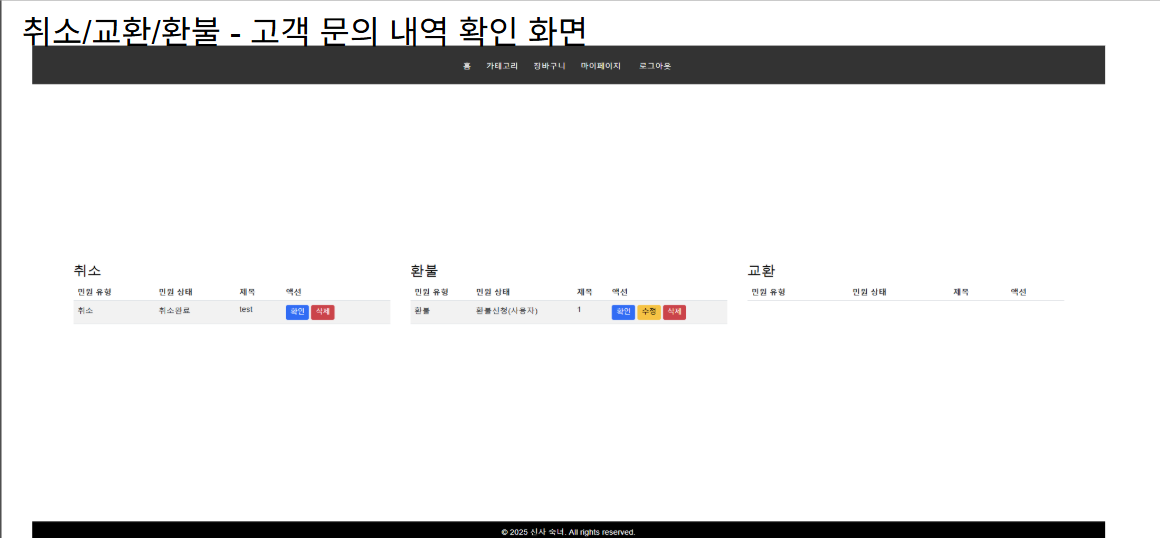 취소/교환/환불 - 고객 문의 내역 확인 화면
홈 카테고리 장바구니 마이페이지 로그아웃
취소
민원 유형 민원 상태 제목 액션
취소 취소완료 test 확인 삭제
환불
민원 유형 민원 상태 제목 액션
환불 환불신청(사용자) 1 확인 수정 삭제
교환
민원 유형 민원 상태 제목 액션
© 2025 신사 숙녀. All rights reserved.